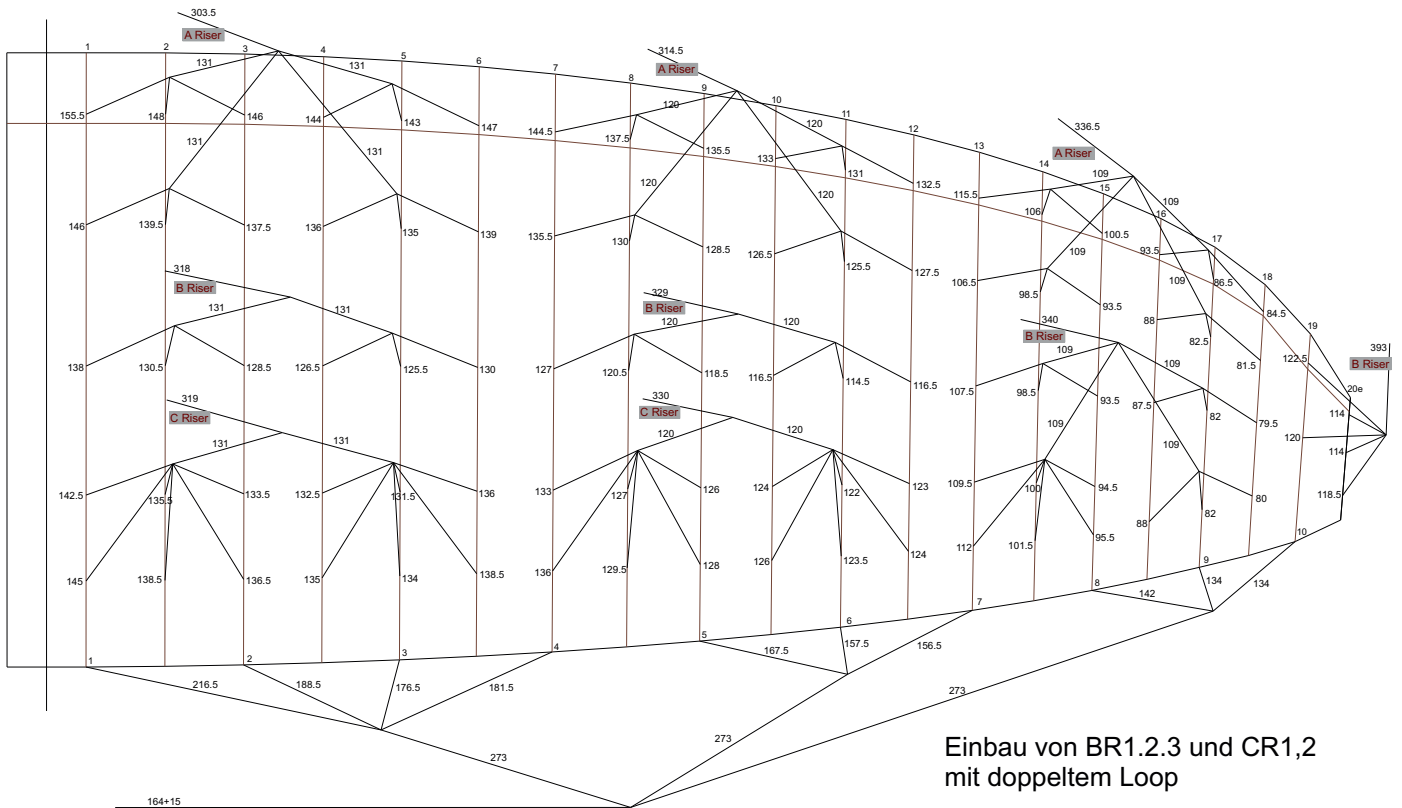 303.5
A Riser
314.5
A Riser
336.5
A Riser
1 2 3 4 5 6 7 8 9 10 11 12 13 14 15 16 17 18 19 20e
131 131
120 120
109 109
155.5 148 146 144 143 147 144.5 137.5 135.5 133 131 132.5 115.5 106 100.5 93.5 86.5 84.5 122.5
393
B Riser
131 131 120 120 109 109
146 139.5 137.5 136 135 139 135.5 130 128.5 126.5 125.5 127.5 106.5 98.5 93.5 88 82.5 81.5
318
B Riser
329
B Riser
340
B Riser
131 131 120 120 109 109
138 130.5 128.5 126.5 125.5 130 127 120.5 118.5 116.5 114.5 116.5 107.5 98.5 93.5 87.5 82 79.5
114
120
114
118.5
319
C Riser
330
C Riser
131 131 120 120 109 109
142.5 135.5 133.5 132.5 131.5 136 133 127 126 124 122 123 109.5 100 94.5 88 82 80
145 138.5 136.5 135 134 138.5 136 129.5 128 126 123.5 124 112 101.5 95.5
1 2 3 4 5 6 7 8 9 10
216.5 188.5 176.5 181.5 167.5 157.5 156.5 142 134 134
273 273 273
164+15
Einbau von BR1.2.3 und CR1,2
mit doppeltem Loop